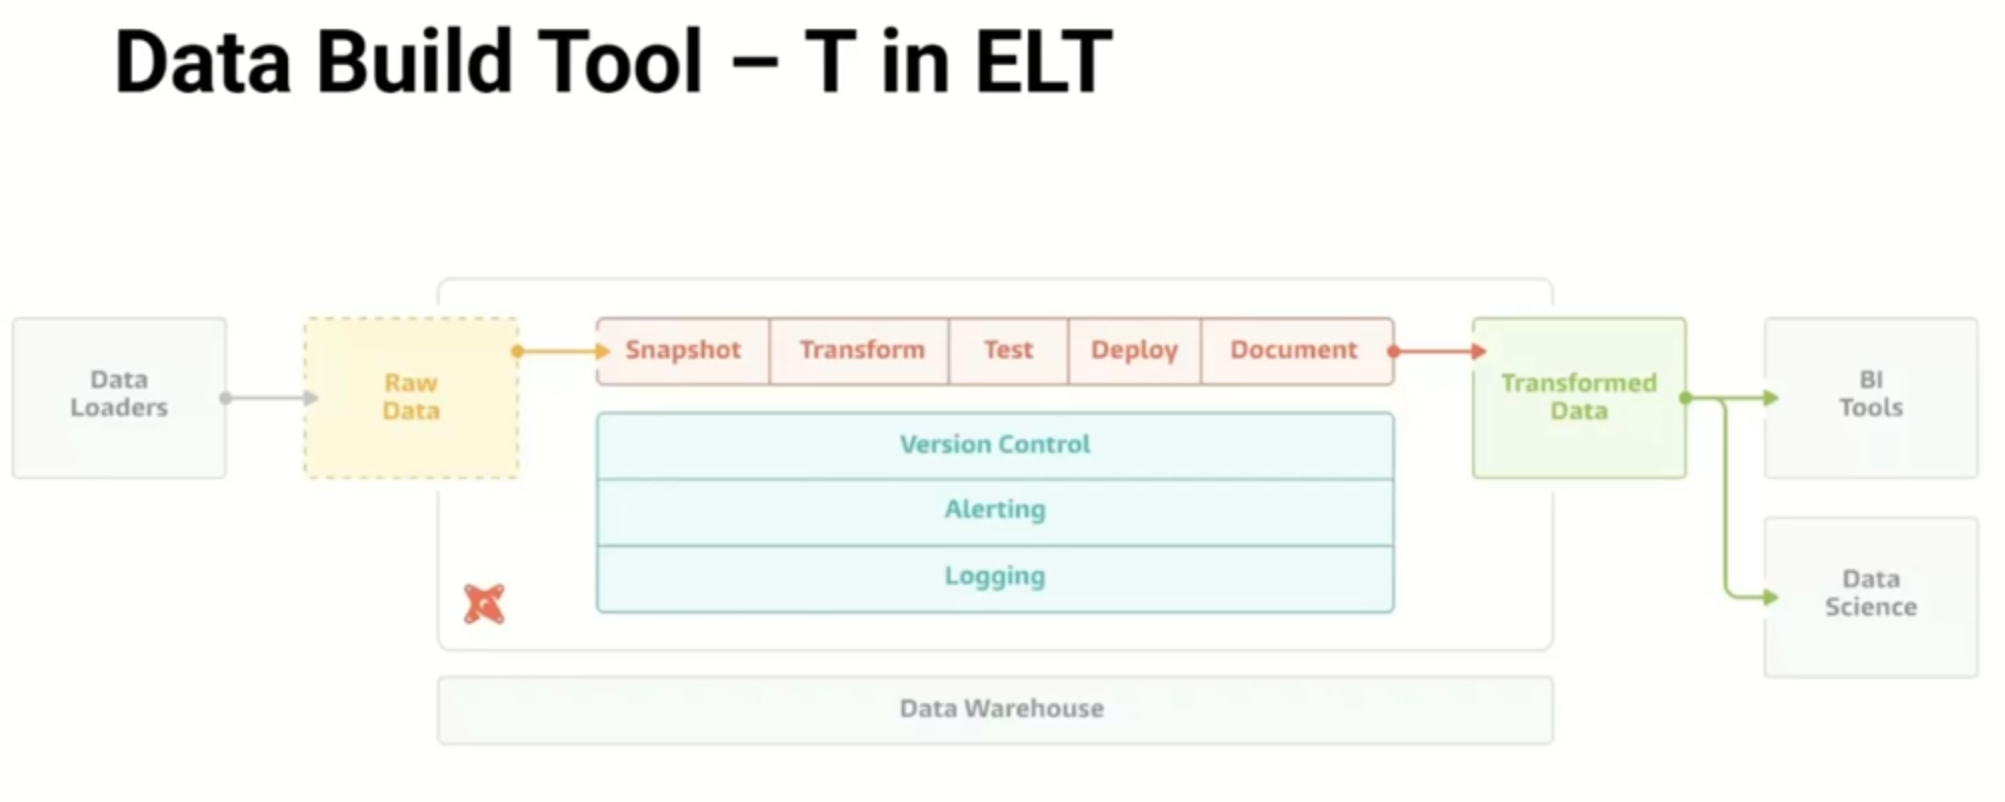 Data Build Tool – T in ELT
Data
Loaders
Raw
Data
Snapshot
Transform
Test
Deploy
Document
Version Control
Alerting
Logging
Transformed
Data
BI
Tools
Data
Science
Data Warehouse